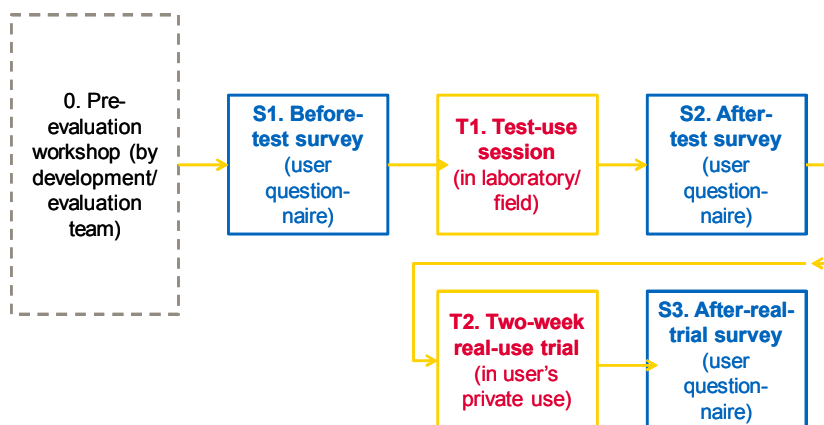 0. Pre-
evaluation
workshop (by
development/
evaluation
team)
S1. Before-
test survey
(user
question-
naire)
T1. Test-use
session
(in laboratory/
field)
S2. After-
test survey
(user
question-
naire)
T2. Two-week
real-use trial
(in user's
private use)
S3. After-real-
trial survey
(user
question-
naire)